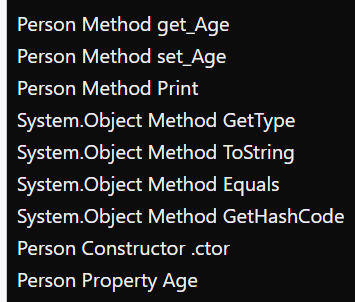 Person Method get_Age
Person Method set_Age
Person Method Print
System.Object Method GetType
System.Object Method ToString
System.Object Method Equals
System.Object Method GetHashCode
Person Constructor .ctor
Person Property Age